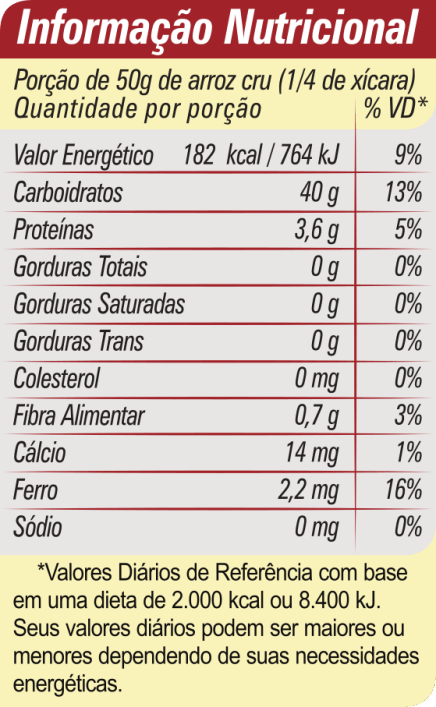 Informação Nutricional
Porção de 50g de arroz cru (1/4 de xícara)
Quantidade por porção % VD*
Valor Energético 182 kcal / 764 kJ 9%
Carboidratos 40 g 13%
Proteínas 3,6 g 5%
Gorduras Totais 0 g 0%
Gorduras Saturadas 0 g 0%
Gorduras Trans 0 g 0%
Colesterol 0 mg 0%
Fibra Alimentar 0,7 g 3%
Cálcio 14 mg 1%
Ferro 2,2 mg 16%
Sódio 0 mg 0%
*Valores Diários de Referência com base
em uma dieta de 2.000 kcal ou 8.400 kJ.
Seus valores diários podem ser maiores ou
menores dependendo de suas necessidades
energéticas.